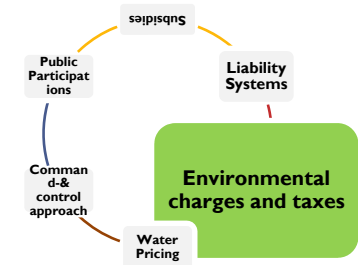 Subsidies
Public
Participat
ions
Liability
Systems
Comman
d-&
control
approach
Environmental
charges and taxes
Water
Pricing